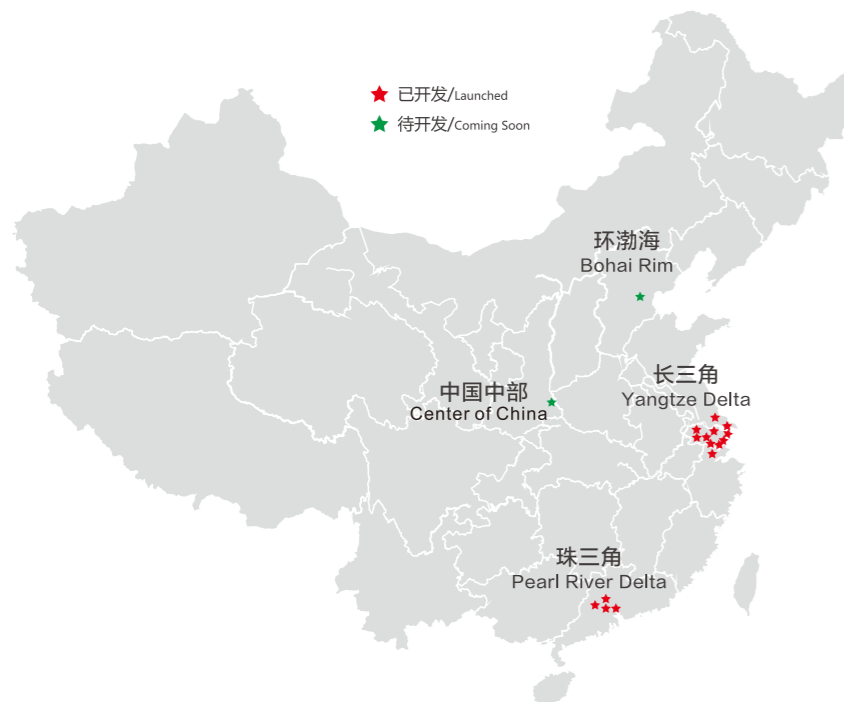 已开发/Launched
待开发/Coming Soon
环渤海
Bohai Rim
长三角
Yangtze Delta
中国中部
Center of China
珠三角
Pearl River Delta